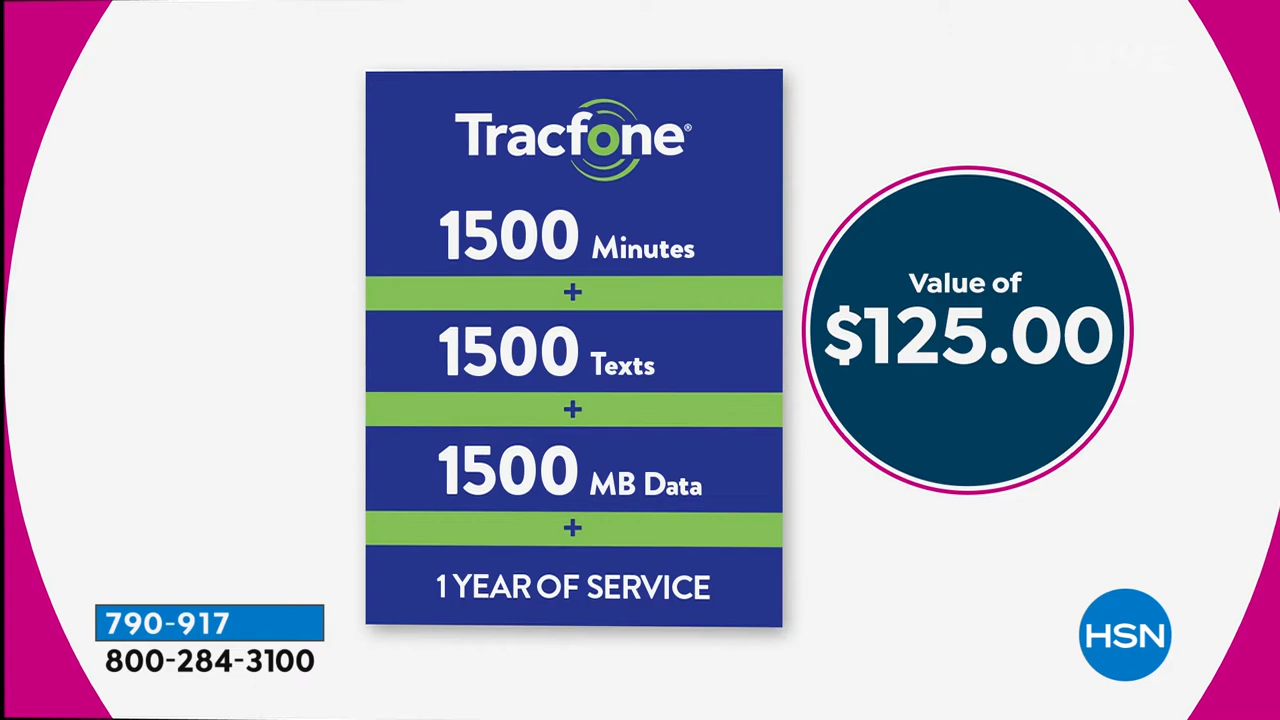 Tracfone®
1500 Minutes
+
1500 Texts
+
1500 MB Data
+
1 YEAR OF SERVICE
Value of
$125.00
790-917
800-284-3100
HSN